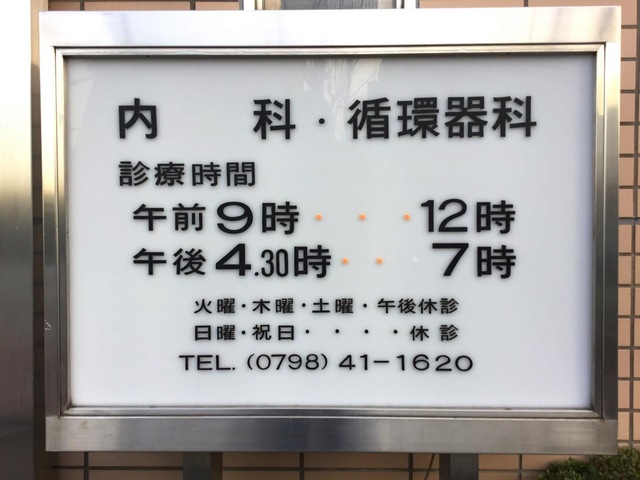 内科・循環器科
診療時間
午前9時・・・12時
午後4.30時・・7時
火曜・木曜・土曜・午後休診
日曜・祝日・・・・・休診
TEL.(0798)41-1620